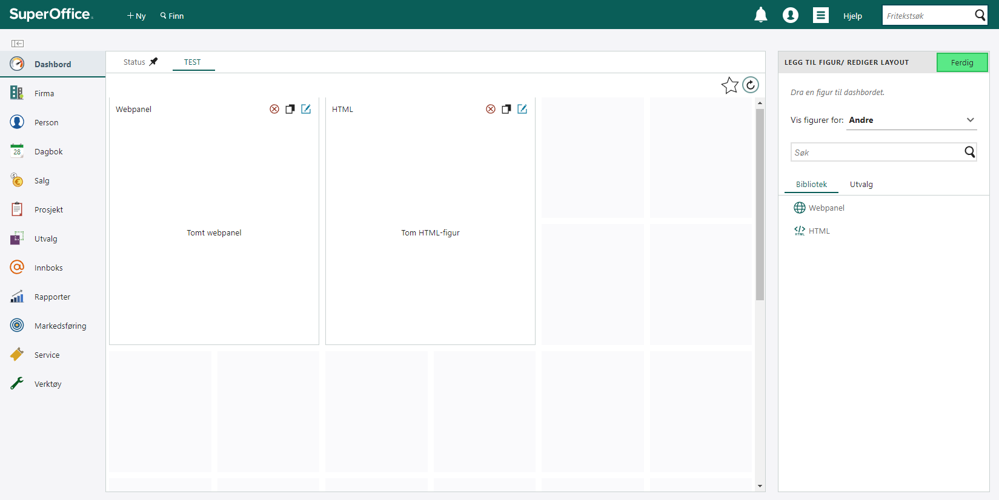 SuperOffice
+ Ny
Finn
Hjelp
Fritekstsøk
Dashbord
Firma
Person
28
Dagbok
Salg
Prosjekt
Utvalg
Innboks
Rapporter
Markedsføring
Service
Verktøy
Status
TEST
Webpanel
Tomt webpanel
HTML
Tom HTML-figur
LEGG TIL FIGUR/ REDIGER LAYOUT
Ferdig
Dra en figur til dashbordet.
Vis figurer for: Andre
Søk
Bibliotek
Utvalg
Webpanel
</> HTML
HTML